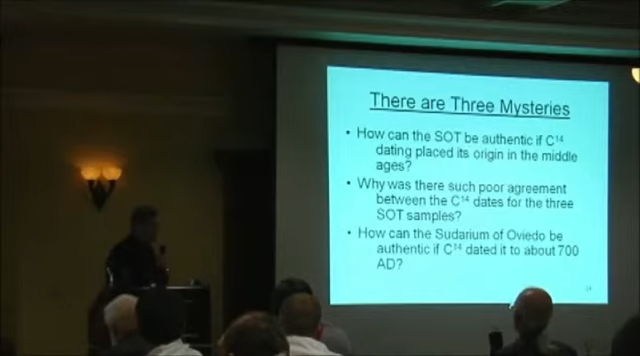 There are Three Mysteries
• How can the SOT be authentic if C¹⁴
dating placed its origin in the middle
ages?
• Why was there such poor agreement
between the C¹⁴ dates for the three
SOT samples?
• How can the Sudarium of Oviedo be
authentic if C¹⁴ dated it to about 700
AD?